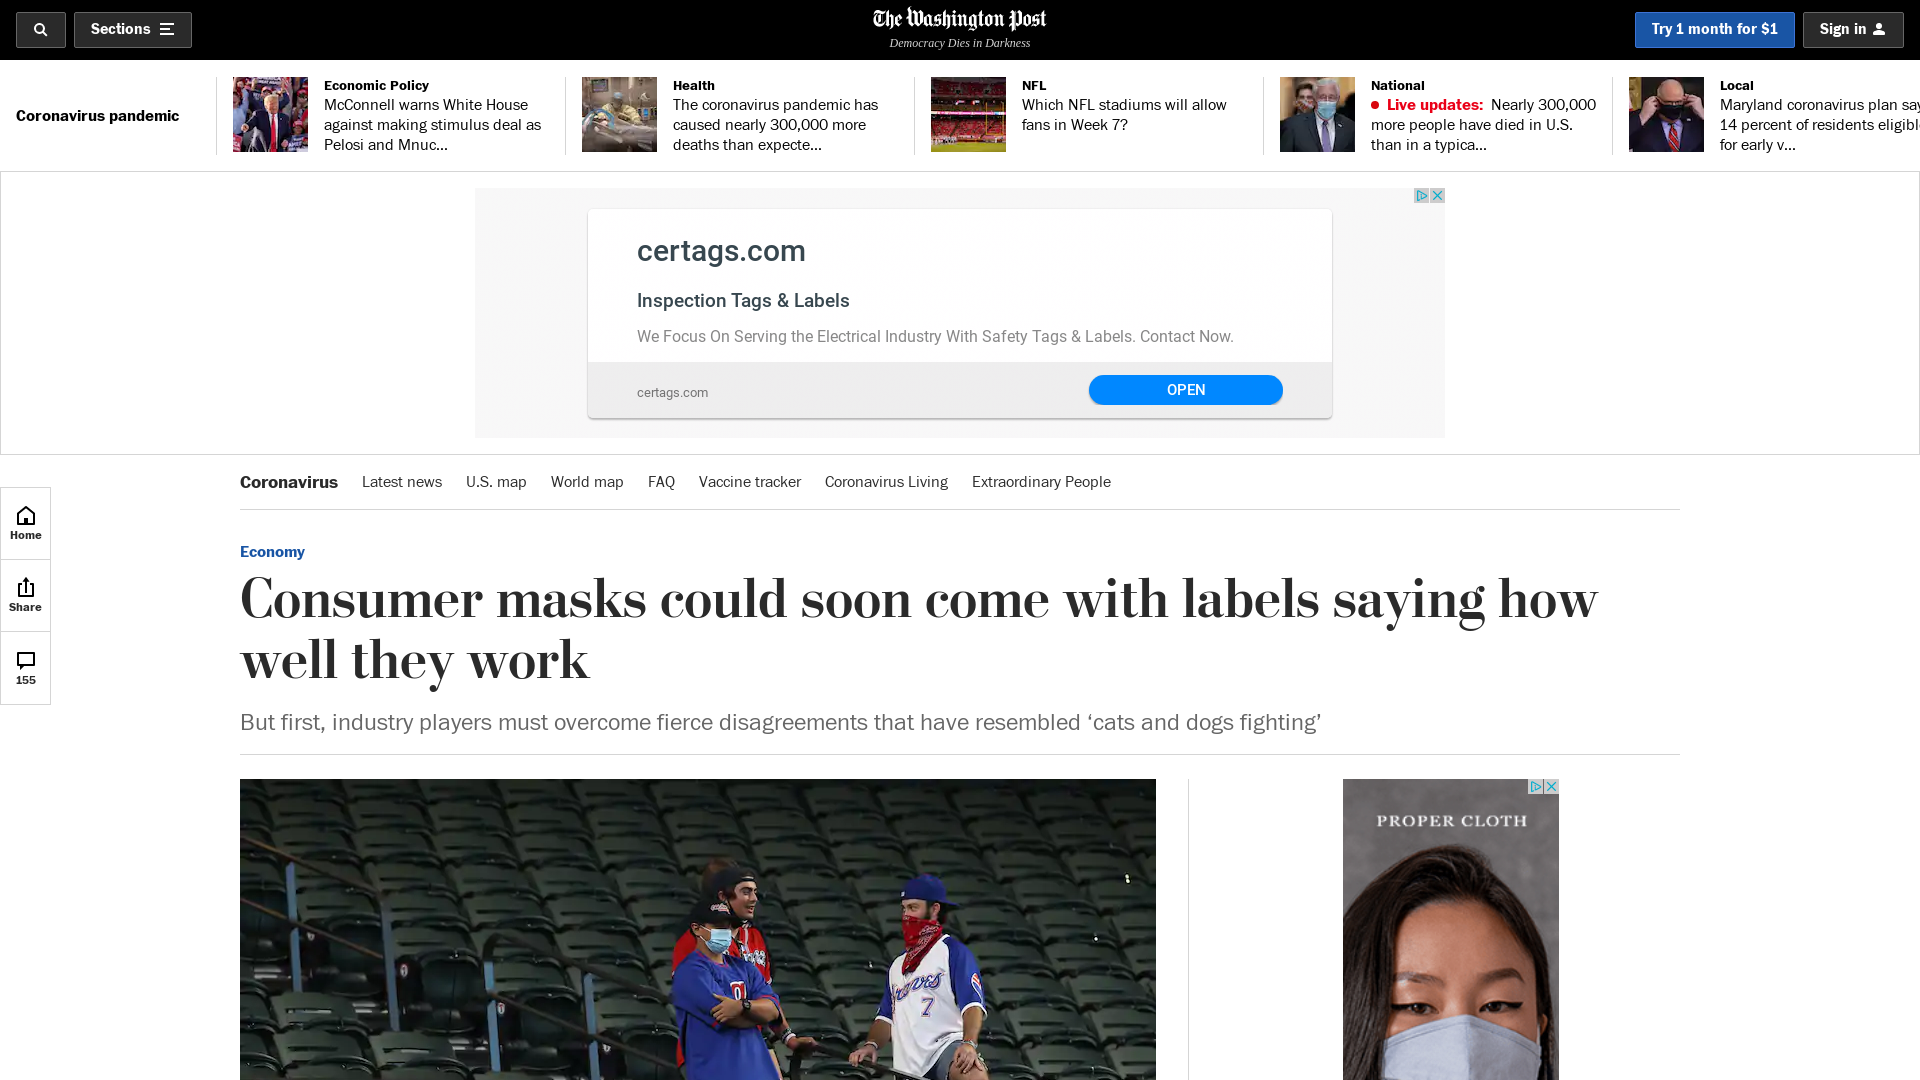 Sections
The Washington Post
Democracy Dies in Darkness
Try 1 month for $1
Sign in
Coronavirus pandemic
Economic Policy
McConnell warns White House
against making stimulus deal as
Pelosi and Mnuc...
Health
The coronavirus pandemic has
caused nearly 300,000 more
deaths than expecte...
NFL
Which NFL stadiums will allow
fans in Week 7?
National
Live updates: Nearly 300,000
more people have died in U.S.
than in a typica...
Local
Maryland coronavirus plan say
14 percent of residents eligibl
for early v...
certags.com
Inspection Tags & Labels
We Focus On Serving the Electrical Industry With Safety Tags & Labels. Contact Now.
certags.com
OPEN
Coronavirus
Latest news
U.S. map
World map
FAQ
Vaccine tracker
Coronavirus Living
Extraordinary People
Home
Share
155
Economy
Consumer masks could soon come with labels saying how
well they work
But first, industry players must overcome fierce disagreements that have resembled ‘cats and dogs fighting’
PROPER CLOTH
7